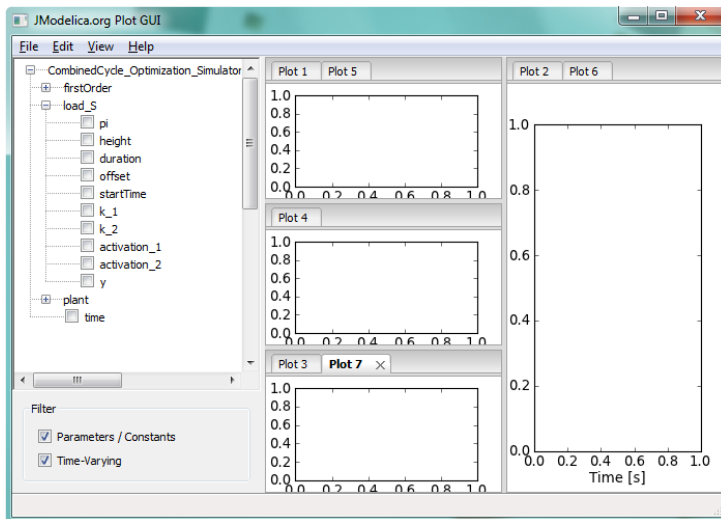 JModelica.org Plot GUI
File Edit View Help
CombinedCycle_Optimization_Simulator
firstOrder
load_S
pi
height
duration
offset
startTime
k_1
k_2
activation_1
activation_2
y
plant
time
Filter
Parameters / Constants
Time-Varying
Plot 1 Plot 5
1.0
0.8
0.6
0.4
0.2
0.0
0.0 0.2 0.4 0.6 0.8 1.0
Plot 4
1.0
0.8
0.6
0.4
0.2
0.0
0.0 0.2 0.4 0.6 0.8 1.0
Plot 3 Plot 7
1.0
0.8
0.6
0.4
0.2
0.0
0.0 0.2 0.4 0.6 0.8 1.0
Plot 2 Plot 6
1.0
0.8
0.6
0.4
0.2
0.0
0.0 0.2 0.4 0.6 0.8 1.0
Time [s]